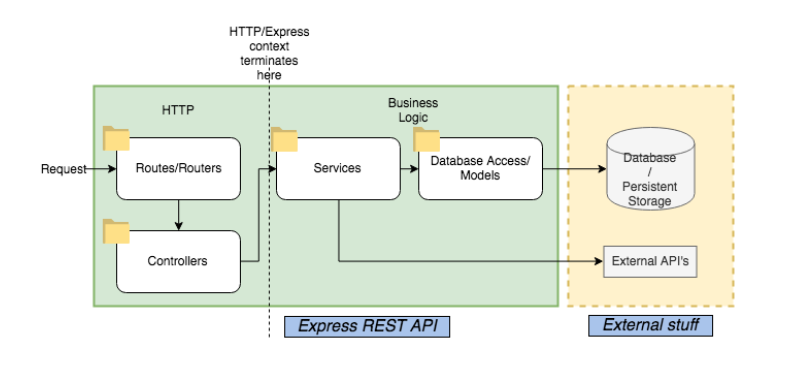 HTTP/Express
context
terminates
here
HTTP
Business
Logic
Request
Routes/Routers
Services
Database Access/
Models
Database
/
Persistent
Storage
Controllers
External API's
Express REST API
External stuff